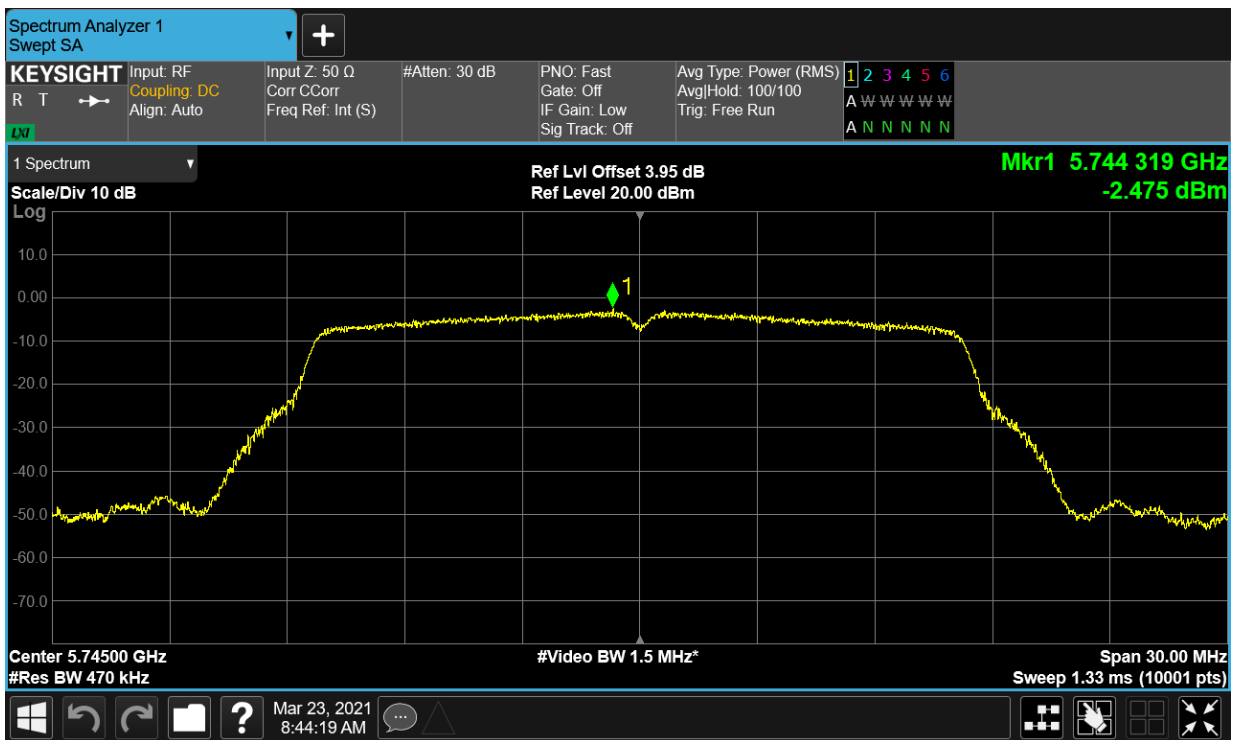 Spectrum Analyzer 1
Swept SA
▼
+
KEYSIGHT
R T
LXI
Input: RF
Coupling: DC
Align: Auto
Input Z: 50 Ω
Corr CCorr
Freq Ref: Int (S)
#Atten: 30 dB
PNO: Fast
Gate: Off
IF Gain: Low
Sig Track: Off
Avg Type: Power (RMS)
Avg|Hold: 100/100
Trig: Free Run
1 2 3 4 5 6
A W W W W W
A N N N N N
1 Spectrum ▼
Scale/Div 10 dB
Log
Ref Lvl Offset 3.95 dB
Ref Level 20.00 dBm
Mkr1 5.744 319 GHz
-2.475 dBm
1
10.0
0.00
-10.0
-20.0
-30.0
-40.0
-50.0
-60.0
-70.0
Center 5.74500 GHz
#Res BW 470 kHz
#Video BW 1.5 MHz*
Span 30.00 MHz
Sweep 1.33 ms (10001 pts)
?
Mar 23, 2021
8:44:19 AM